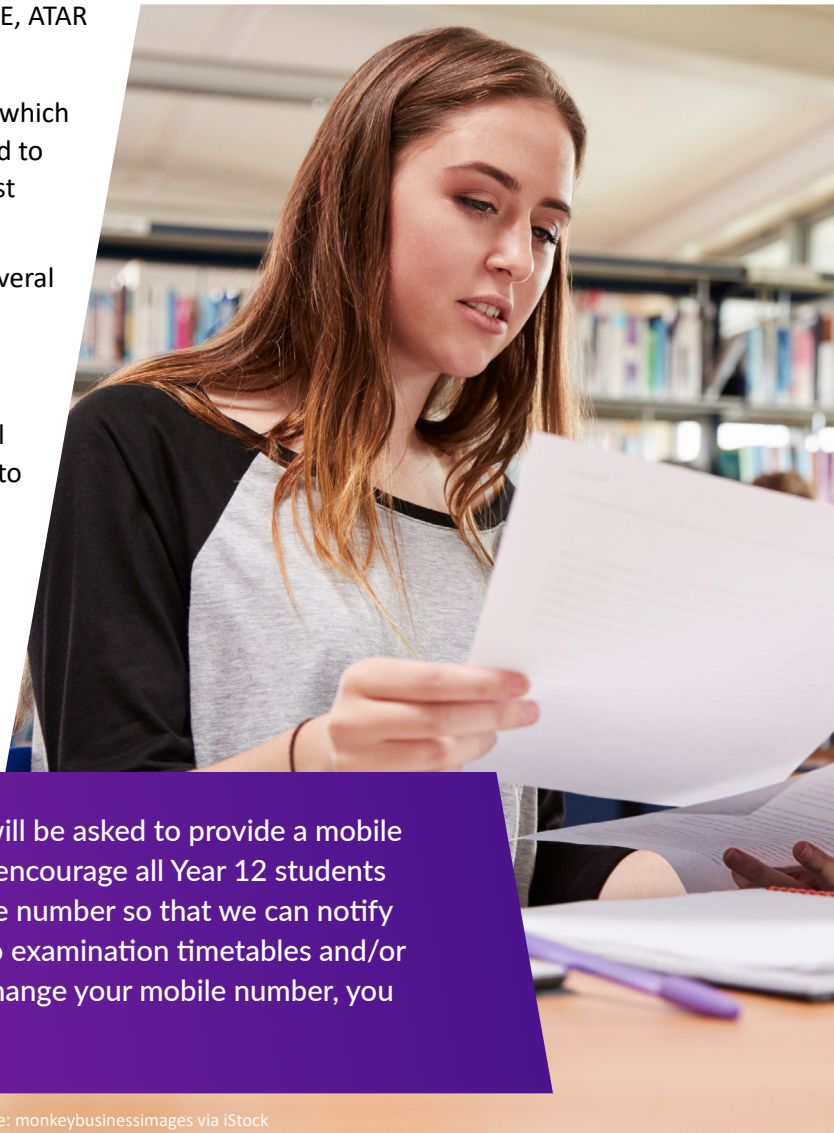 E, ATAR
which
d to
st
veral
l
to
will be asked to provide a mobile
encourage all Year 12 students
e number so that we can notify
o examination timetables and/or
hange your mobile number, you
e: monkeybusinessimages via iStock